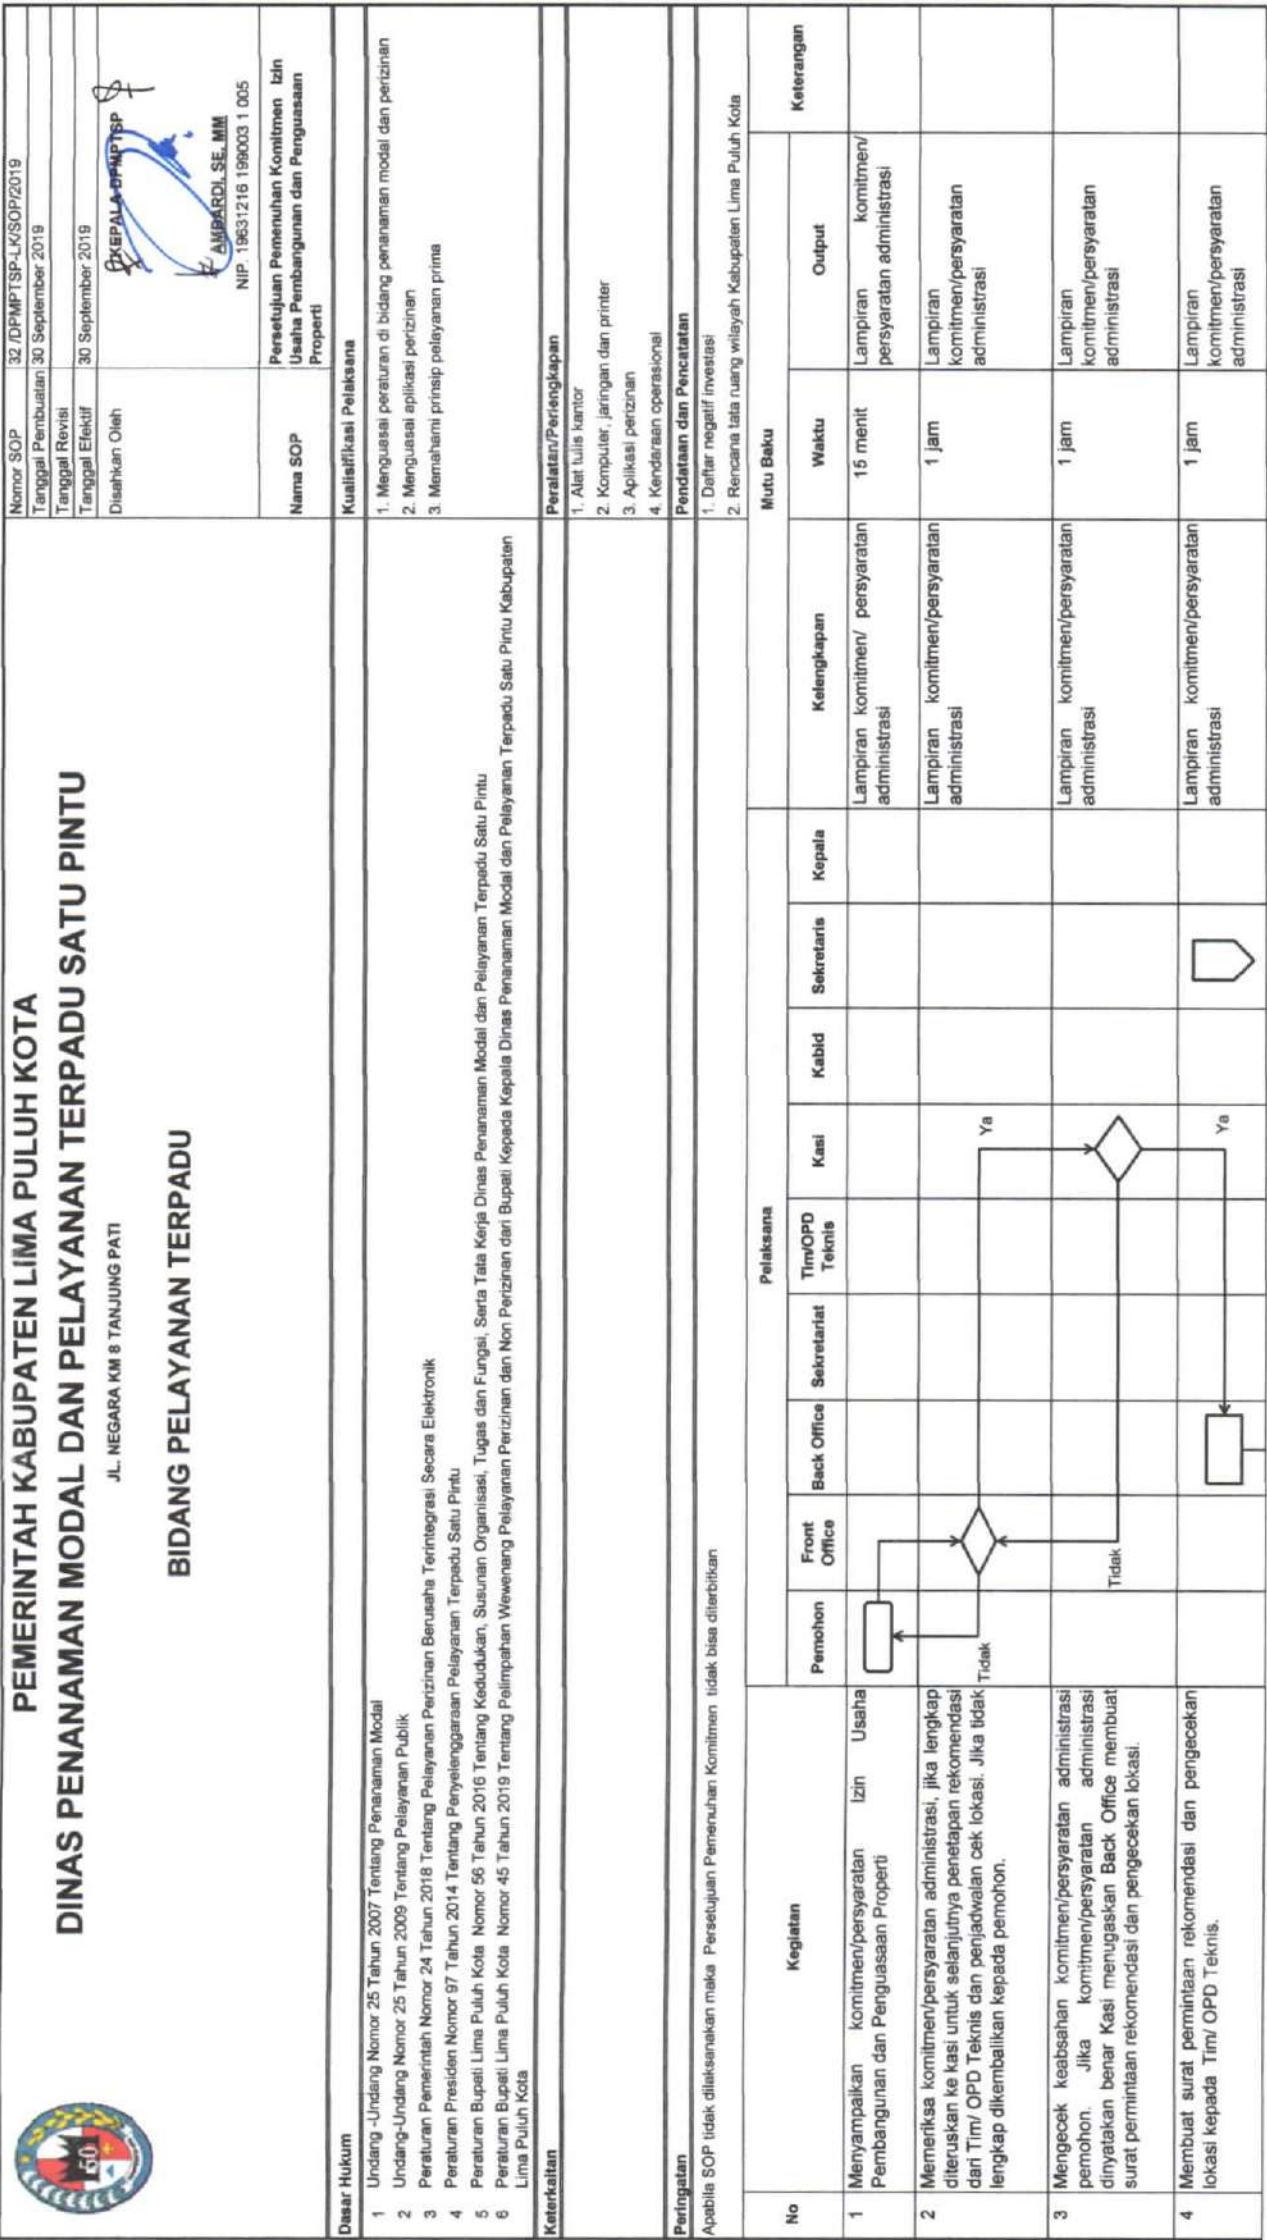 PEMERINTAH KABUPATEN LIMA PULUH KOTA
DINAS PENANAMAN MODAL DAN PELAYANAN TERPADU SATU PINTU
JL. NEGARA KM 8 TANJUNG PATI
BIDANG PELAYANAN TERPADU
50
Nomor SOP 32 /DPMPTSP-LK/SOP/2019
Tanggal Pembuatan 30 September 2019
Tanggal Revisi
Tanggal Efektif 30 September 2019
Disahkan Oleh
KEPALA DPMPTSP
AMBARDI, SE, MM
NIP. 19631216 199003 1 005
Nama SOP
Persetujuan Pemenuhan Komitmen Izin
Usaha Pembangunan dan Penguasaan
Properti
Dasar Hukum
1 Undang -Undang Nomor 25 Tahun 2007 Tentang Penanaman Modal
2 Undang-Undang Nomor 25 Tahun 2009 Tentang Pelayanan Publik
3 Peraturan Pemerintah Nomor 24 Tahun 2018 Tentang Pelayanan Perizinan Berusaha Terintegrasi Secara Elektronik
4 Peraturan Presiden Nomor 97 Tahun 2014 Tentang Penyelenggaraan Pelayanan Terpadu Satu Pintu
5 Peraturan Bupati Lima Puluh Kota Nomor 56 Tahun 2016 Tentang Kedudukan, Susunan Organisasi, Tugas dan Fungsi, Serta Tata Kerja Dinas Penanaman Modal dan Pelayanan Terpadu Satu Pintu
6 Peraturan Bupati Lima Puluh Kota Nomor 45 Tahun 2019 Tentang Pelimpahan Wewenang Pelayanan Perizinan dan Non Perizinan dari Bupati Kepada Kepala Dinas Penanaman Modal dan Pelayanan Terpadu Satu Pintu Kabupaten
Lima Puluh Kota
Kualisifikasi Pelaksana
1. Menguasai peraturan di bidang penanaman modal dan perizinan
2. Menguasai aplikasi perizinan
3. Memahami prinsip pelayanan prima
Keterkaitan
Peralatan/Perlengkapan
1. Alat tulis kantor
2. Komputer, jaringan dan printer
3. Aplikasi perizinan
4. Kendaraan operasional
Peringatan
Apabila SOP tidak dilaksanakan maka Persetujuan Pemenuhan Komitmen tidak bisa diterbitkan
Pendataan dan Pencatatan
1. Daftar negatif investasi
2. Rencana tata ruang wilayah Kabupaten Lima Puluh Kota
No
Kegiatan
Pelaksana
Mutu Baku
Keterangan
Pemohon
Front
Office
Back Office
Sekretariat
Tim/OPD
Teknis
Kasi
Kabid
Sekretaris
Kepala
Kelengkapan
Waktu
Output
1
Menyampaikan komitmen/persyaratan Izin Usaha
Pembangunan dan Penguasaan Properti
Lampiran komitmen/ persyaratan
administrasi
15 menit
Lampiran komitmen/
persyaratan administrasi
2
Memeriksa komitmen/persyaratan administrasi, jika lengkap
diteruskan ke kasi untuk selanjutnya penetapan rekomendasi
dari Tim/ OPD Teknis dan penjadwalan cek lokasi. Jika tidak
lengkap dikembalikan kepada pemohon.
Tidak
Ya
Lampiran komitmen/persyaratan
administrasi
1 jam
Lampiran
komitmen/persyaratan
administrasi
3
Mengecek keabsahan komitmen/persyaratan administrasi
pemohon. Jika komitmen/persyaratan administrasi
dinyatakan benar Kasi menugaskan Back Office membuat
surat permintaan rekomendasi dan pengecekan lokasi.
Tidak
Lampiran komitmen/persyaratan
administrasi
1 jam
Lampiran
komitmen/persyaratan
administrasi
4
Membuat surat permintaan rekomendasi dan pengecekan
lokasi kepada Tim/ OPD Teknis.
Ya
Lampiran komitmen/persyaratan
administrasi
1 jam
Lampiran
komitmen/persyaratan
administrasi